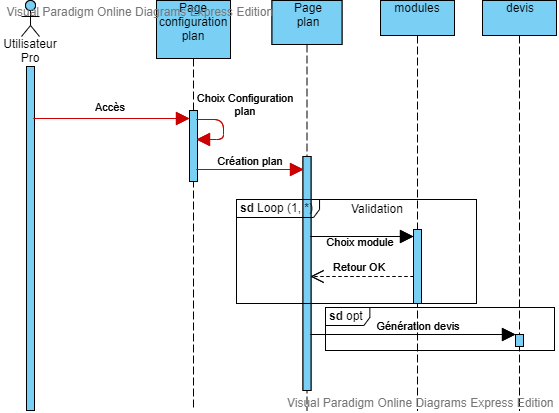 Visual Paradigm Online Diagrams Express Edition
Utilisateur
Pro
Page
configuration
plan
Page
plan
modules
devis
Accès
Choix Configuration
plan
Création plan
sd Loop (1, *)
Validation
Choix module
Retour OK
sd opt
Génération devis
Visual Paradigm Online Diagrams Express Edition